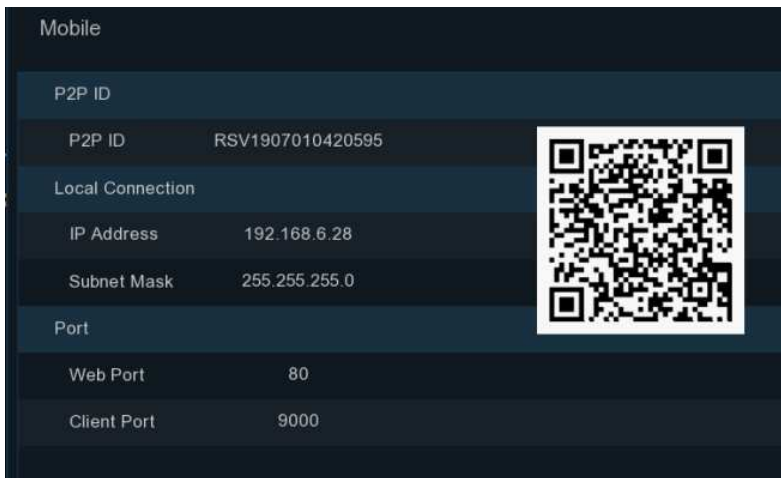 Mobile
P2P ID
P2P ID RSV1907010420595
Local Connection
IP Address 192.168.6.28
Subnet Mask 255.255.255.0
Port
Web Port 80
Client Port 9000